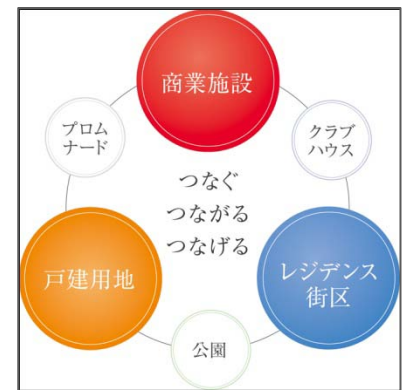 商業施設
プロム
ナード
クラブ
ハウス
つなぐ
つながる
つなげる
戸建用地
レジデンス
街区
公園